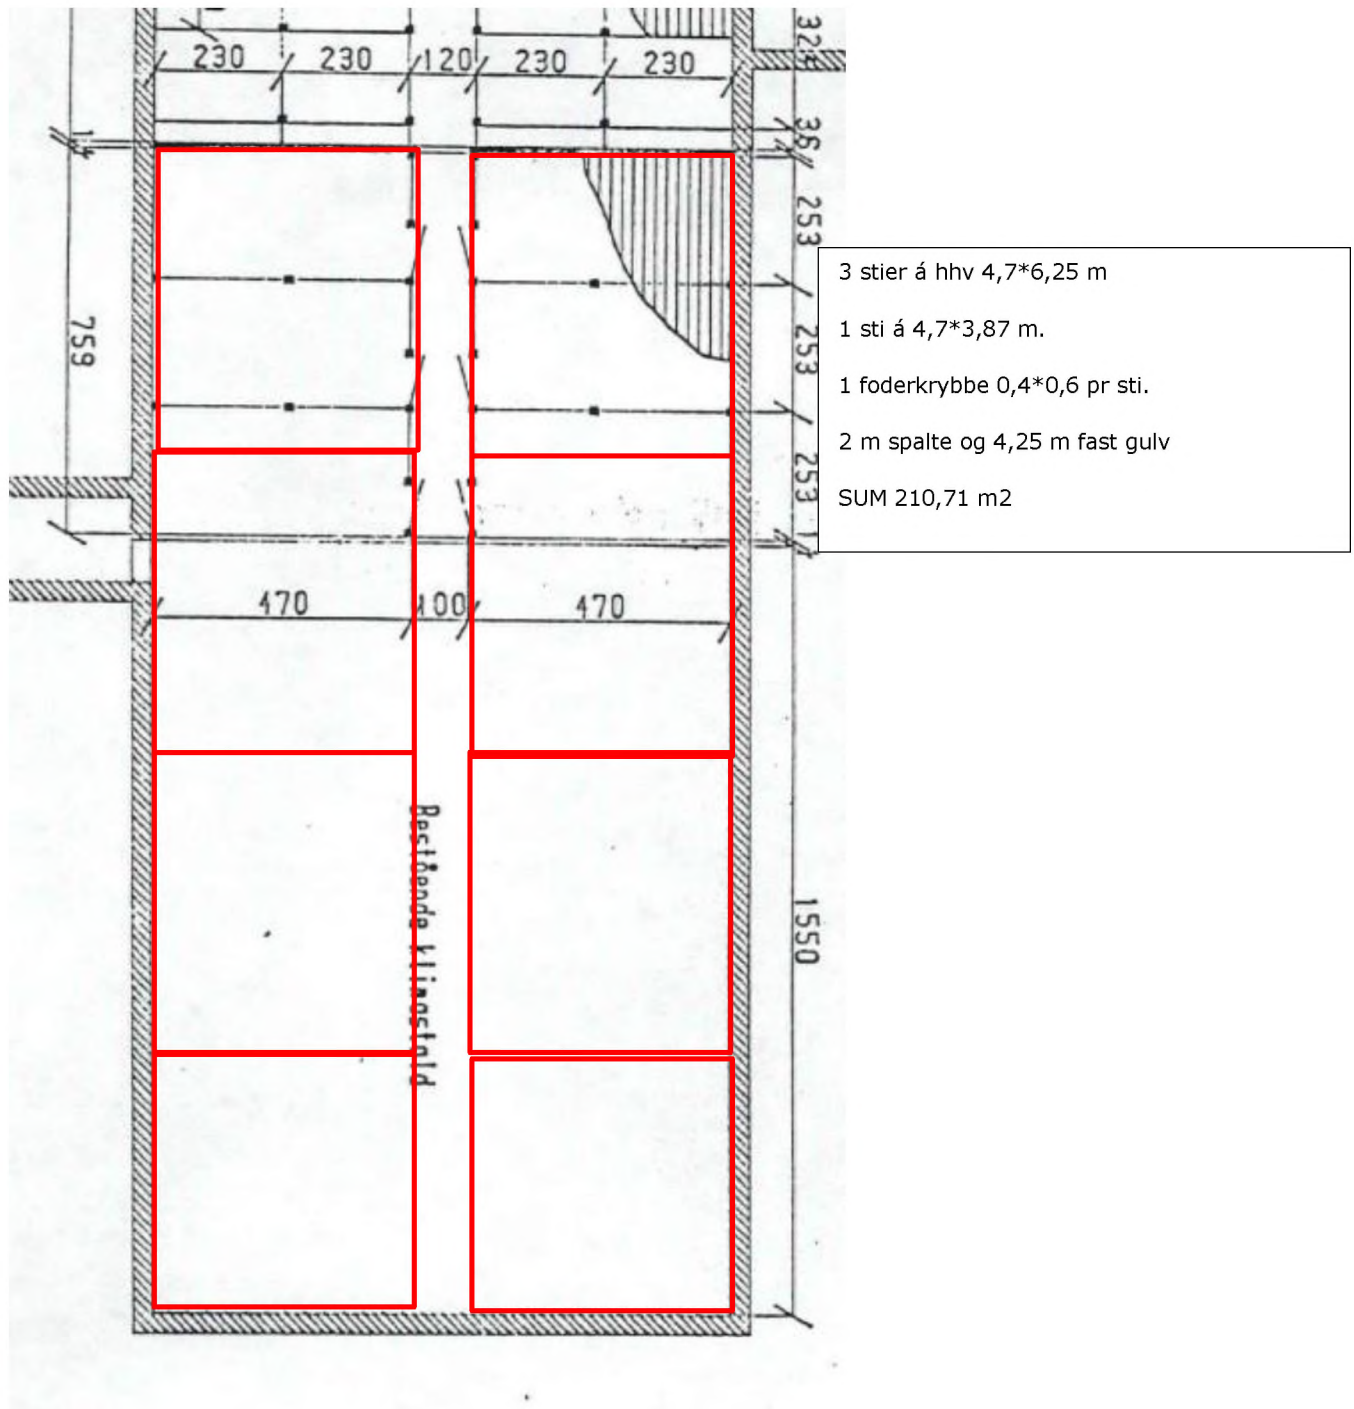 230 230 120 230 230
328
36
1
253
759
253
253
1
470 100 470
1550
Bestående klimastald
3 stier á hhv 4,7*6,25 m
1 sti á 4,7*3,87 m.
1 foderkrybbe 0,4*0,6 pr sti.
2 m spalte og 4,25 m fast gulv
SUM 210,71 m2